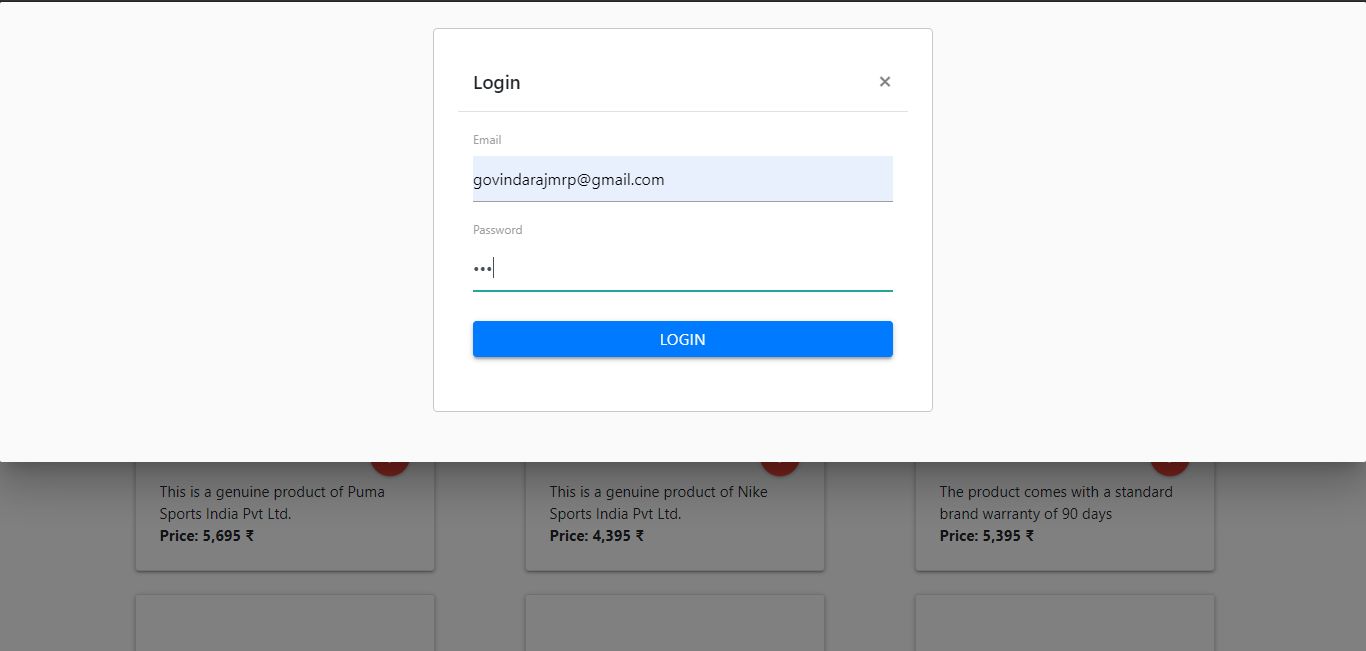 Login ×
Email
govindarajmrp@gmail.com
Password
•••
LOGIN
This is a genuine product of Puma
Sports India Pvt Ltd.
Price: 5,695 ₹
This is a genuine product of Nike
Sports India Pvt Ltd.
Price: 4,395 ₹
The product comes with a standard
brand warranty of 90 days
Price: 5,395 ₹